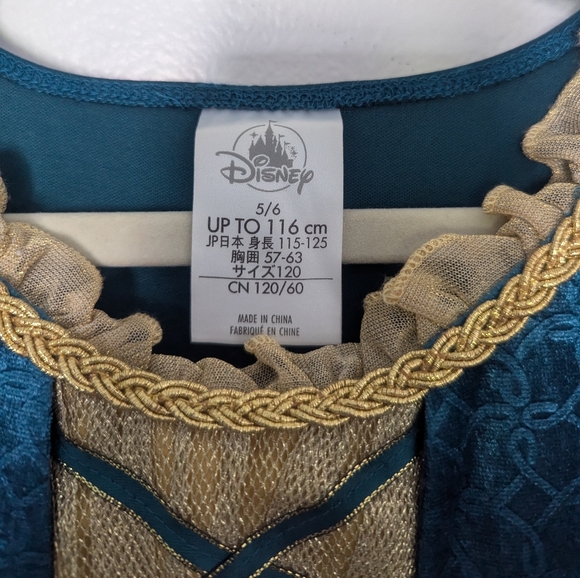 Disney
5/6
UP TO 116 cm
JP日本 身長 115-125
胸囲 57-63
サイズ120
CN 120/60
MADE IN CHINA
FABRIQUÉ EN CHINE